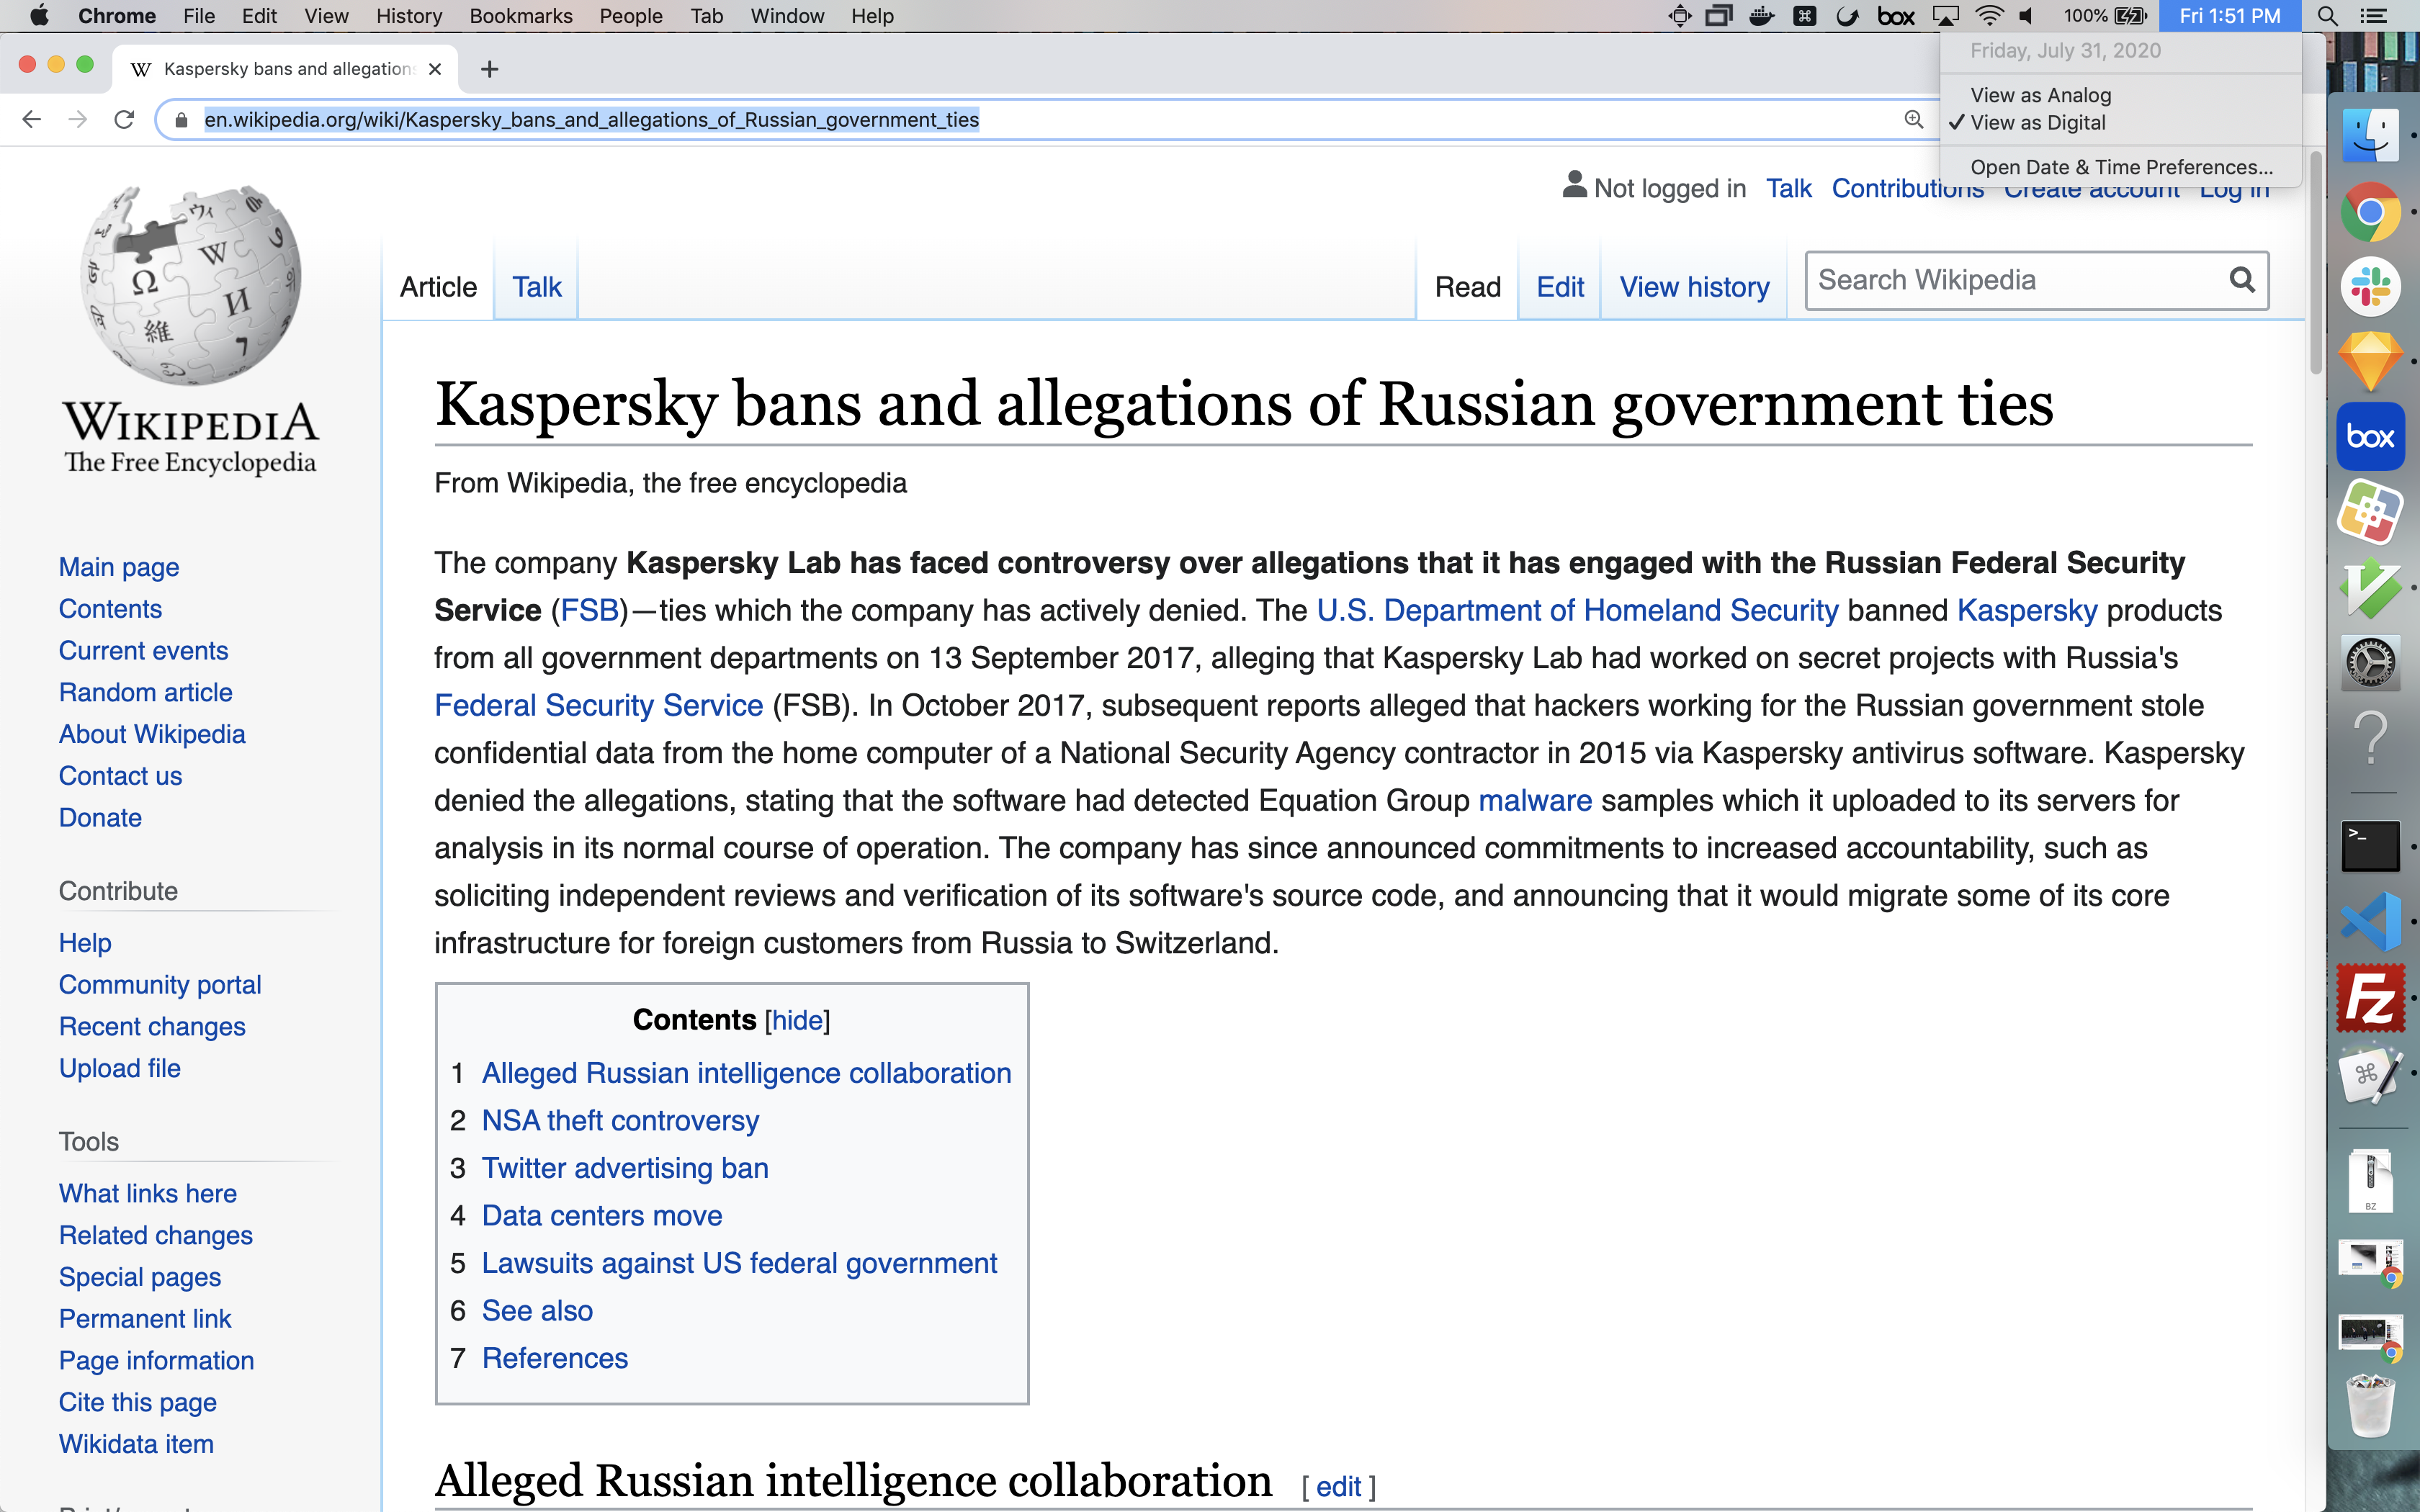 Chrome File Edit View History Bookmarks People Tab Window Help
box 100% Fri 1:51 PM
Friday, July 31, 2020
View as Analog
✓ View as Digital
Open Date & Time Preferences...
W Kaspersky bans and allegation
en.wikipedia.org/wiki/Kaspersky_bans_and_allegations_of_Russian_government_ties
Not logged in Talk Contributions Create account Log in
Article Talk Read Edit View history Search Wikipedia
Ω W И 維
WIKIPEDIA
The Free Encyclopedia
Main page
Contents
Current events
Random article
About Wikipedia
Contact us
Donate
Contribute
Help
Community portal
Recent changes
Upload file
Tools
What links here
Related changes
Special pages
Permanent link
Page information
Cite this page
Wikidata item
Kaspersky bans and allegations of Russian government ties
From Wikipedia, the free encyclopedia
The company Kaspersky Lab has faced controversy over allegations that it has engaged with the Russian Federal Security
Service (FSB)—ties which the company has actively denied. The U.S. Department of Homeland Security banned Kaspersky products
from all government departments on 13 September 2017, alleging that Kaspersky Lab had worked on secret projects with Russia's
Federal Security Service (FSB). In October 2017, subsequent reports alleged that hackers working for the Russian government stole
confidential data from the home computer of a National Security Agency contractor in 2015 via Kaspersky antivirus software. Kaspersky
denied the allegations, stating that the software had detected Equation Group malware samples which it uploaded to its servers for
analysis in its normal course of operation. The company has since announced commitments to increased accountability, such as
soliciting independent reviews and verification of its software's source code, and announcing that it would migrate some of its core
infrastructure for foreign customers from Russia to Switzerland.
Contents [hide]
1 Alleged Russian intelligence collaboration
2 NSA theft controversy
3 Twitter advertising ban
4 Data centers move
5 Lawsuits against US federal government
6 See also
7 References
Alleged Russian intelligence collaboration [ edit ]
box
>_
Fz
BZ